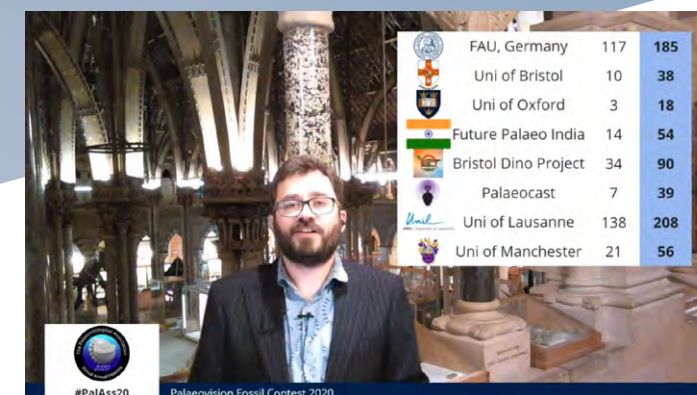 FAU, Germany 117 185
Uni of Bristol 10 38
Uni of Oxford 3 18
Future Palaeo India 14 54
Bristol Dino Project 34 90
Palaeocast 7 39
Unil
Uni of Lausanne 138 208
Uni of Manchester 21 56
#PalAss20
Palaeovision Fossil Contest 2020